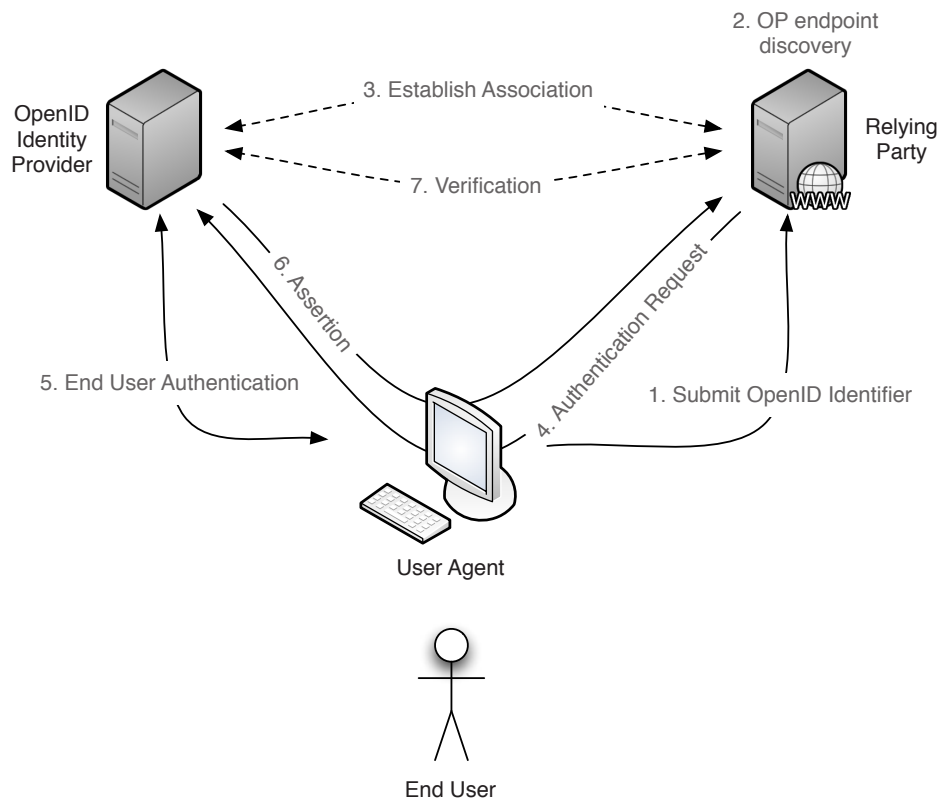 2. OP endpoint
discovery
3. Establish Association
OpenID
Identity
Provider
Relying
Party
7. Verification
WWW
6. Assertion
4. Authentication Request
5. End User Authentication
1. Submit OpenID Identifier
User Agent
End User